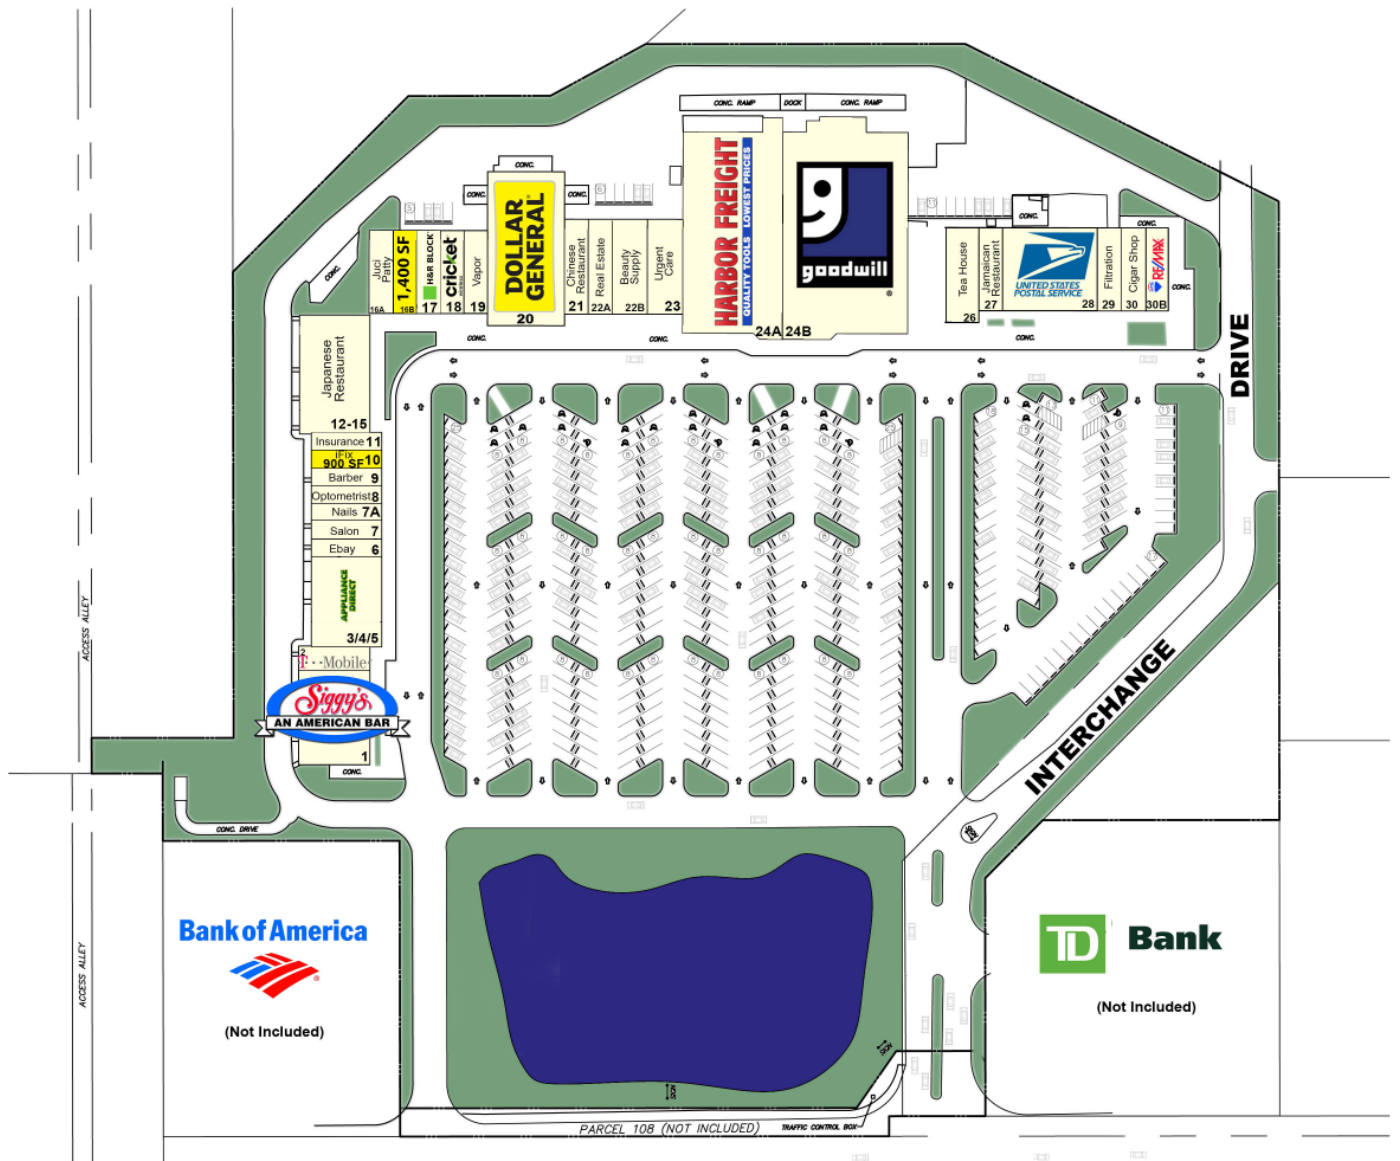 CONC. RAMP
DOCK
CONC. RAMP
CONC.
CONC.
CONC.
CONC.
CONC.
CONC.
CONC.
CONC.
CONC.
CONC.
Juci
Patty
16A
1,400 SF
16B
H&R BLOCK
17
cricket
18
Vapor
19
DOLLAR
GENERAL
20
Chinese
Restaurant
21
Real Estate
22A
Beauty
Supply
22B
Urgent
Care
23
HARBOR FREIGHT
QUALITY TOOLS LOWEST PRICES
24A
goodwill
24B
Tea House
26
Jamaican
Restaurant
27
UNITED STATES
POSTAL SERVICE
28
Filtration
29
Cigar Shop
30
RE/MAX
30B
Japanese
Restaurant
12-15
Insurance 11
iFix
900 SF 10
Barber 9
Optometrist 8
Nails 7A
Salon 7
Ebay 6
APPLIANCE
DIRECT
3/4/5
2
T··Mobile
Siggy's
AN AMERICAN BAR
1
CONC.
CONC. DRIVE
ACCESS ALLEY
ACCESS ALLEY
INTERCHANGE
DRIVE
SIGN
SIGN
SIGN
Bank of America
(Not Included)
TD Bank
(Not Included)
PARCEL 108 (NOT INCLUDED)
TRAFFIC CONTROL BOX